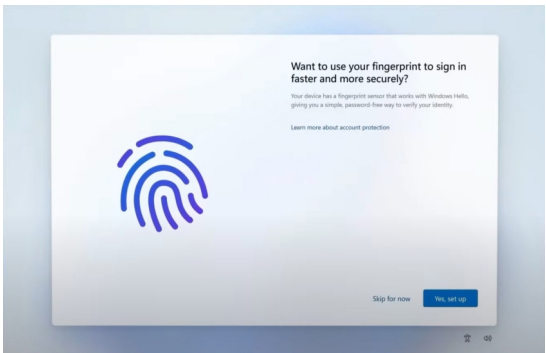 Want to use your fingerprint to sign in
faster and more securely?
Your device has a fingerprint sensor that works with Windows Hello,
giving you a simple, password-free way to verify your identity.
Learn more about account protection
Skip for now
Yes, set up